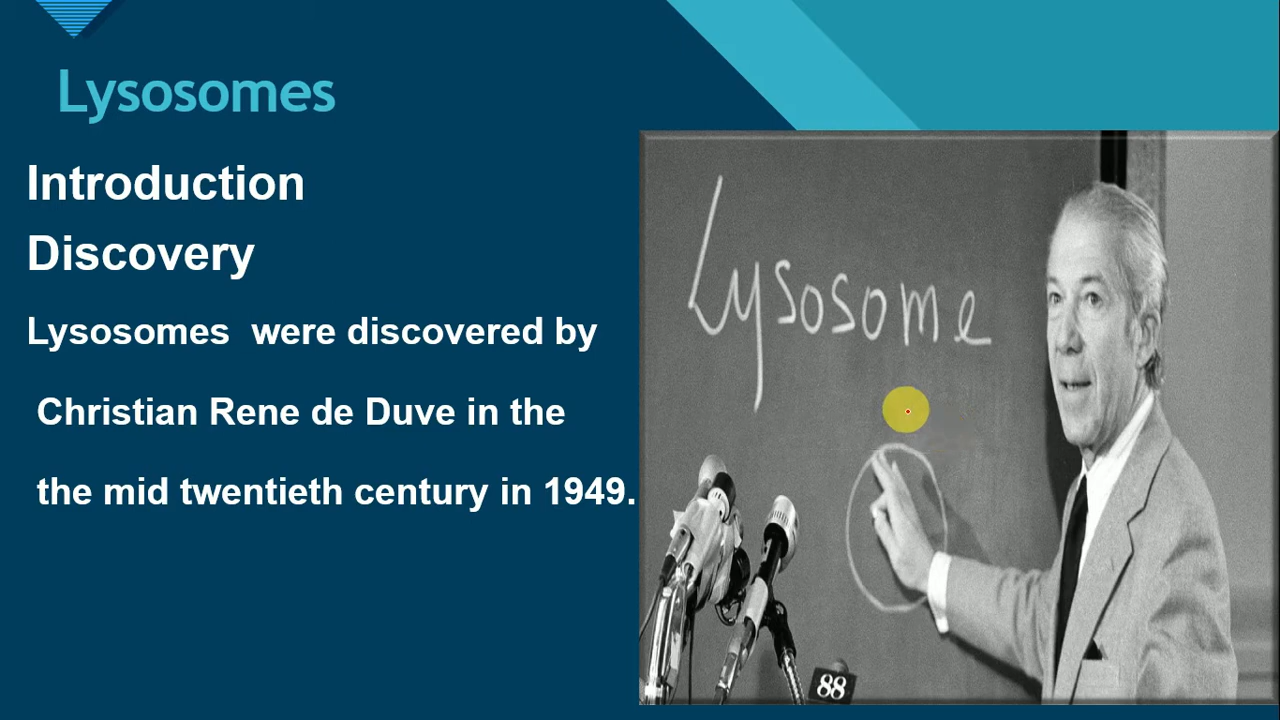 Lysosomes
Introduction
Discovery
Lysosomes were discovered by
Christian Rene de Duve in the
the mid twentieth century in 1949.
Lysosome
88